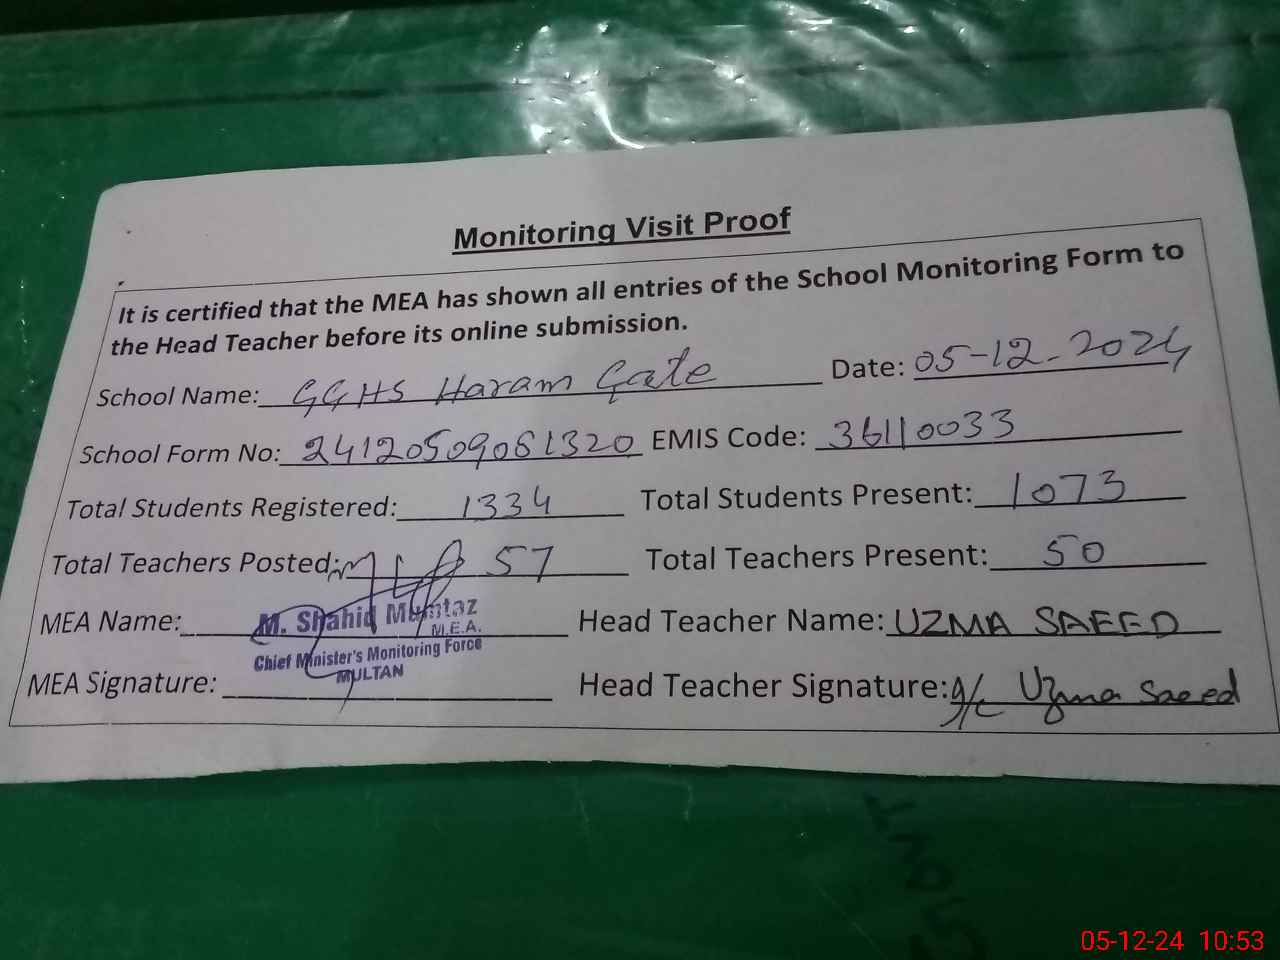 Monitoring Visit Proof
It is certified that the MEA has shown all entries of the School Monitoring Form to
the Head Teacher before its online submission.
School Name: GGHS Haram Gate Date: 05-12-2024
School Form No: 24120509081320 EMIS Code: 36110033
Total Students Registered: 1334 Total Students Present: 1073
Total Teachers Posted: 57 Total Teachers Present: 50
MEA Name: M. Shahid Mumtaz Head Teacher Name: UZMA SAEED
M.E.A.
Chief Minister's Monitoring Force
MULTAN
MEA Signature: Head Teacher Signature: g/c Uzma Saeed
05-12-24 10:53